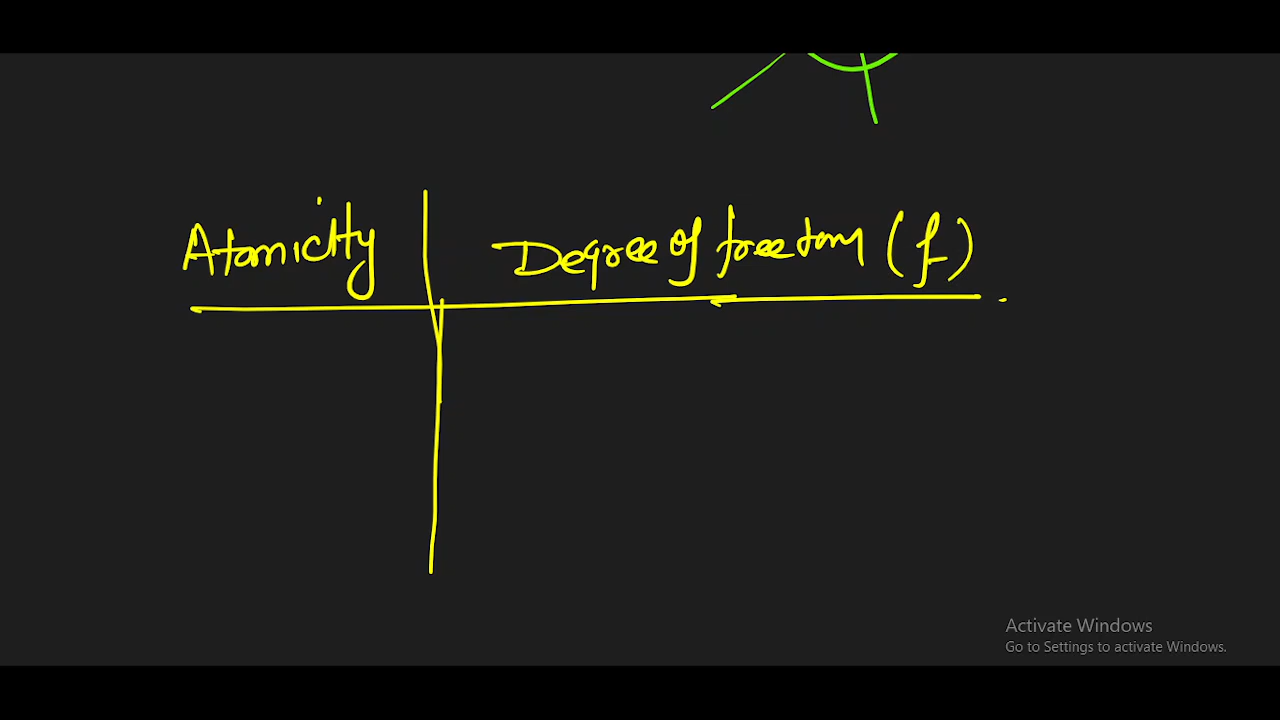 Atomicity Degree of freedom (f)
Activate Windows
Go to Settings to activate Windows.